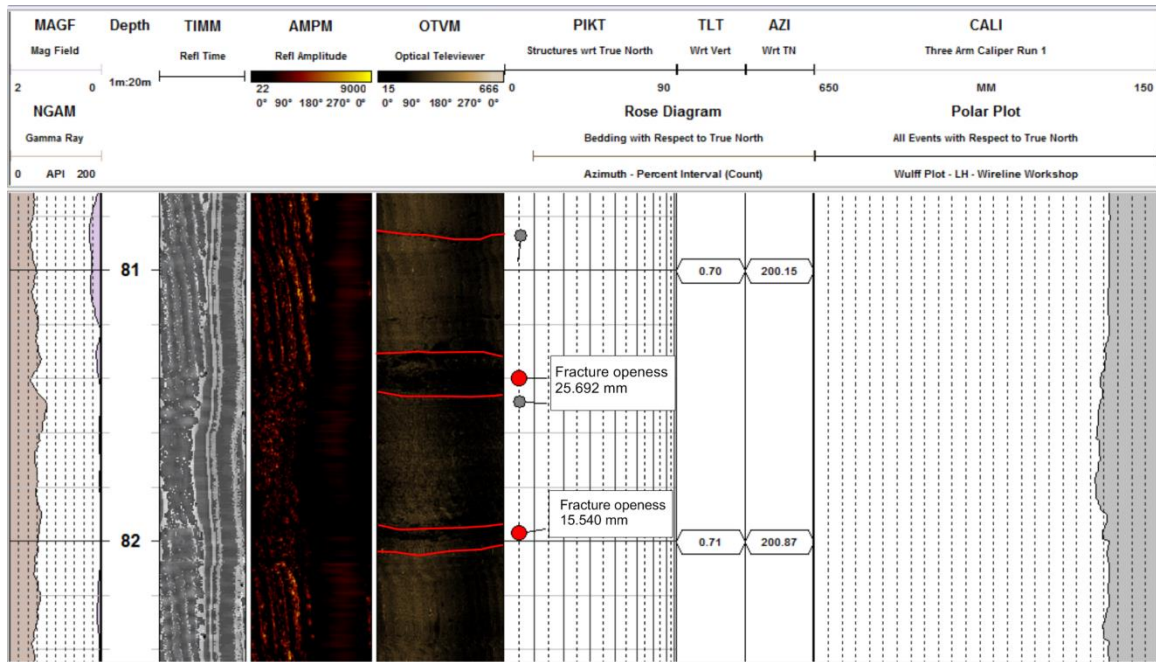 MAGF Depth TIMM AMPM OTVM PIKT TLT AZI CALI
Mag Field Refl Time Refl Amplitude Optical Televiewer Structures wrt True North Wrt Vert Wrt TN Three Arm Caliper Run 1
2 0 1m:20m 22 9000 15 666 0 90 650 MM 150
0° 90° 180° 270° 0° 0° 90° 180° 270° 0°
NGAM Rose Diagram Polar Plot
Gamma Ray Bedding with Respect to True North All Events with Respect to True North
0 API 200 Azimuth - Percent Interval (Count) Wulff Plot - LH - Wireline Workshop
81 0.70 200.15
Fracture openess
25.692 mm
Fracture openess
15.540 mm
82 0.71 200.87